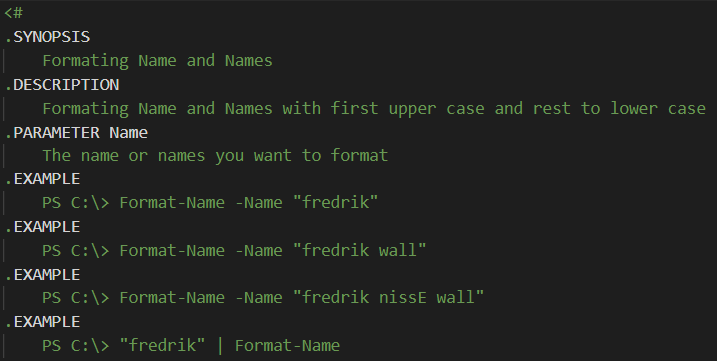 <#
.SYNOPSIS
Formating Name and Names
.DESCRIPTION
Formating Name and Names with first upper case and rest to lower case
.PARAMETER Name
The name or names you want to format
.EXAMPLE
PS C:\> Format-Name -Name "fredrik"
.EXAMPLE
PS C:\> Format-Name -Name "fredrik wall"
.EXAMPLE
PS C:\> Format-Name -Name "fredrik nissE wall"
.EXAMPLE
PS C:\> "fredrik" | Format-Name